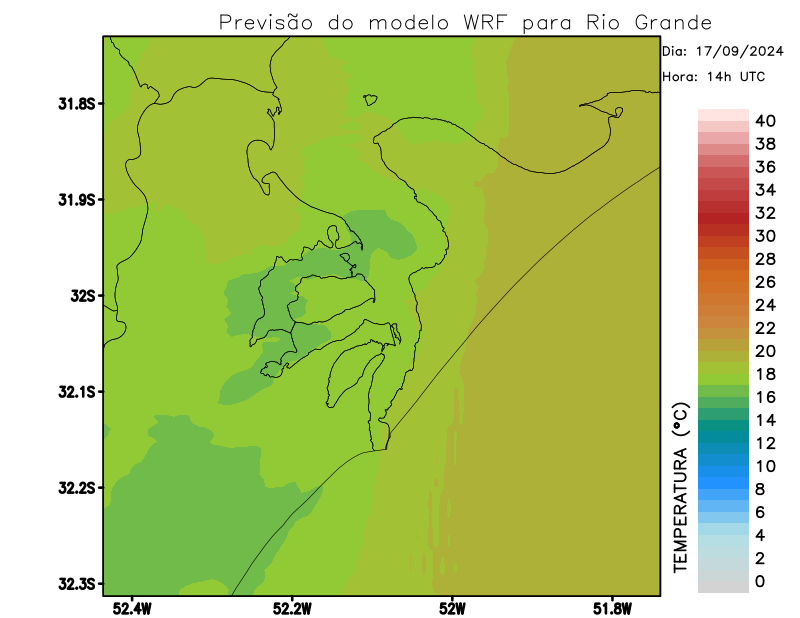 Previsão do modelo WRF para Rio Grande
Dia: 17/09/2024
Hora: 14h UTC
31.8S
31.9S
32S
32.1S
32.2S
32.3S
52.4W
52.2W
52W
51.8W
TEMPERATURA (°C)
40
38
36
34
32
30
28
26
24
22
20
18
16
14
12
10
8
6
4
2
0